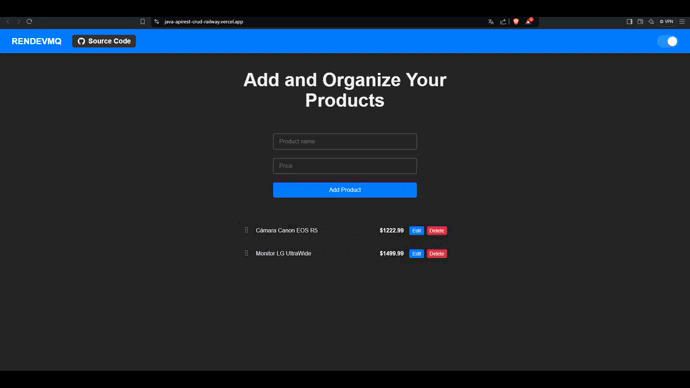 java-apirest-crud-railway.vercel.app
VPN
RENDEVMQ
Source Code
Add and Organize Your
Products
Product name
Price
Add Product
Cámara Canon EOS R5 $1222.99 Edit Delete
Monitor LG UltraWide $1499.99 Edit Delete